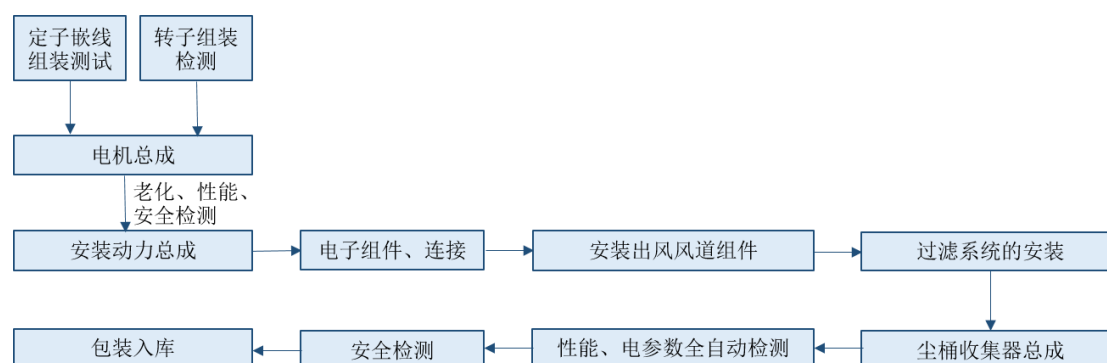 定子嵌线
组装测试
转子组装
检测
电机总成
老化、性能、
安全检测
安装动力总成
电子组件、连接
安装出风风道组件
过滤系统的安装
包装入库
安全检测
性能、电参数全自动检测
尘桶收集器总成